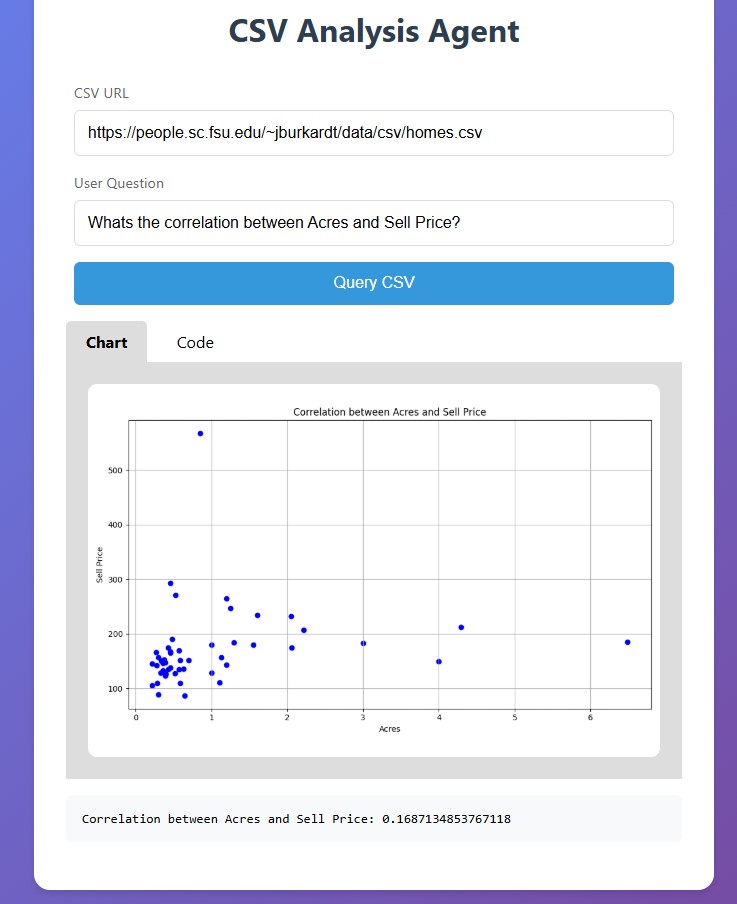 CSV Analysis Agent
CSV URL
https://people.sc.fsu.edu/~jburkardt/data/csv/homes.csv
User Question
Whats the correlation between Acres and Sell Price?
Query CSV
Chart
Code
Correlation between Acres and Sell Price
500
400
300
200
100
Sell Price
0 1 2 3 4 5 6
Acres
Correlation between Acres and Sell Price: 0.1687134853767118